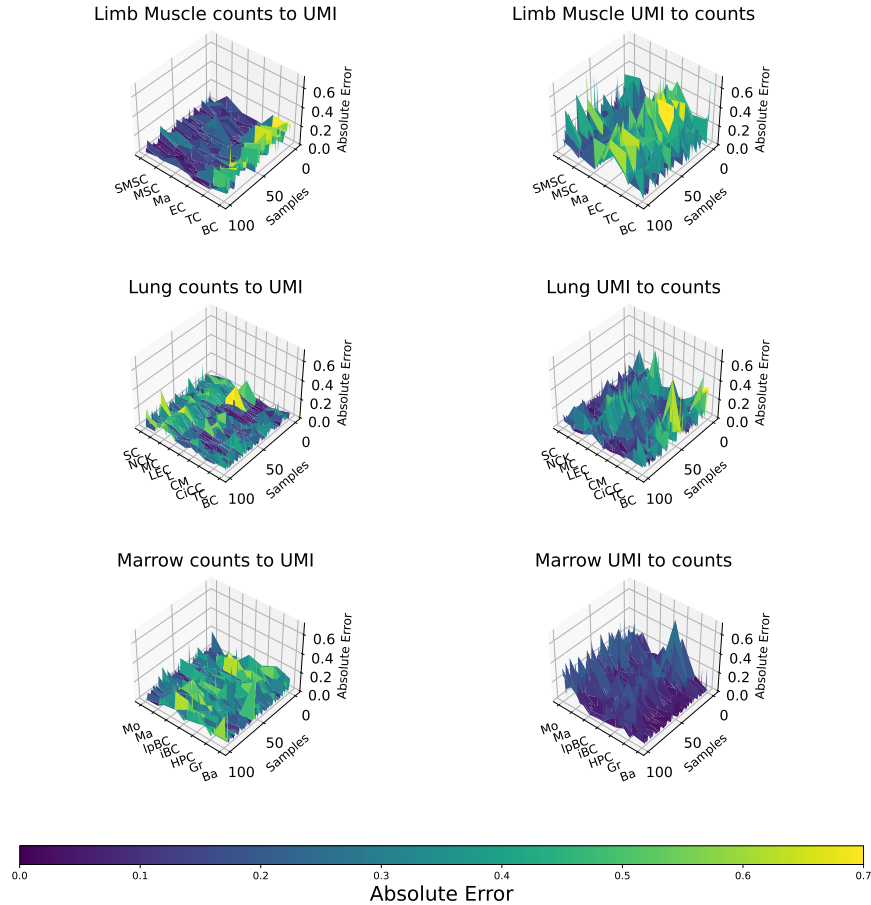 Limb Muscle counts to UMI
Limb Muscle UMI to counts
0.6
0.4
0.2
0.0
Absolute Error
SMSC
MSC
Ma
EC
TC
BC
0
50
100
Samples
0.6
0.4
0.2
0.0
Absolute Error
SMSC
MSC
Ma
EC
TC
BC
0
50
100
Samples
Lung counts to UMI
Lung UMI to counts
0.6
0.4
0.2
0.0
Absolute Error
SC
NCK
MC
LEC
CM
CiCC
TC
BC
0
50
100
Samples
0.6
0.4
0.2
0.0
Absolute Error
SC
NCK
MC
LEC
CM
CiCC
TC
BC
0
50
100
Samples
Marrow counts to UMI
Marrow UMI to counts
0.6
0.4
0.2
0.0
Absolute Error
Mo
Ma
lpBC
iBC
HPC
Gr
Ba
0
50
100
Samples
0.6
0.4
0.2
0.0
Absolute Error
Mo
Ma
lpBC
iBC
HPC
Gr
Ba
0
50
100
Samples
0.0 0.1 0.2 0.3 0.4 0.5 0.6 0.7
Absolute Error